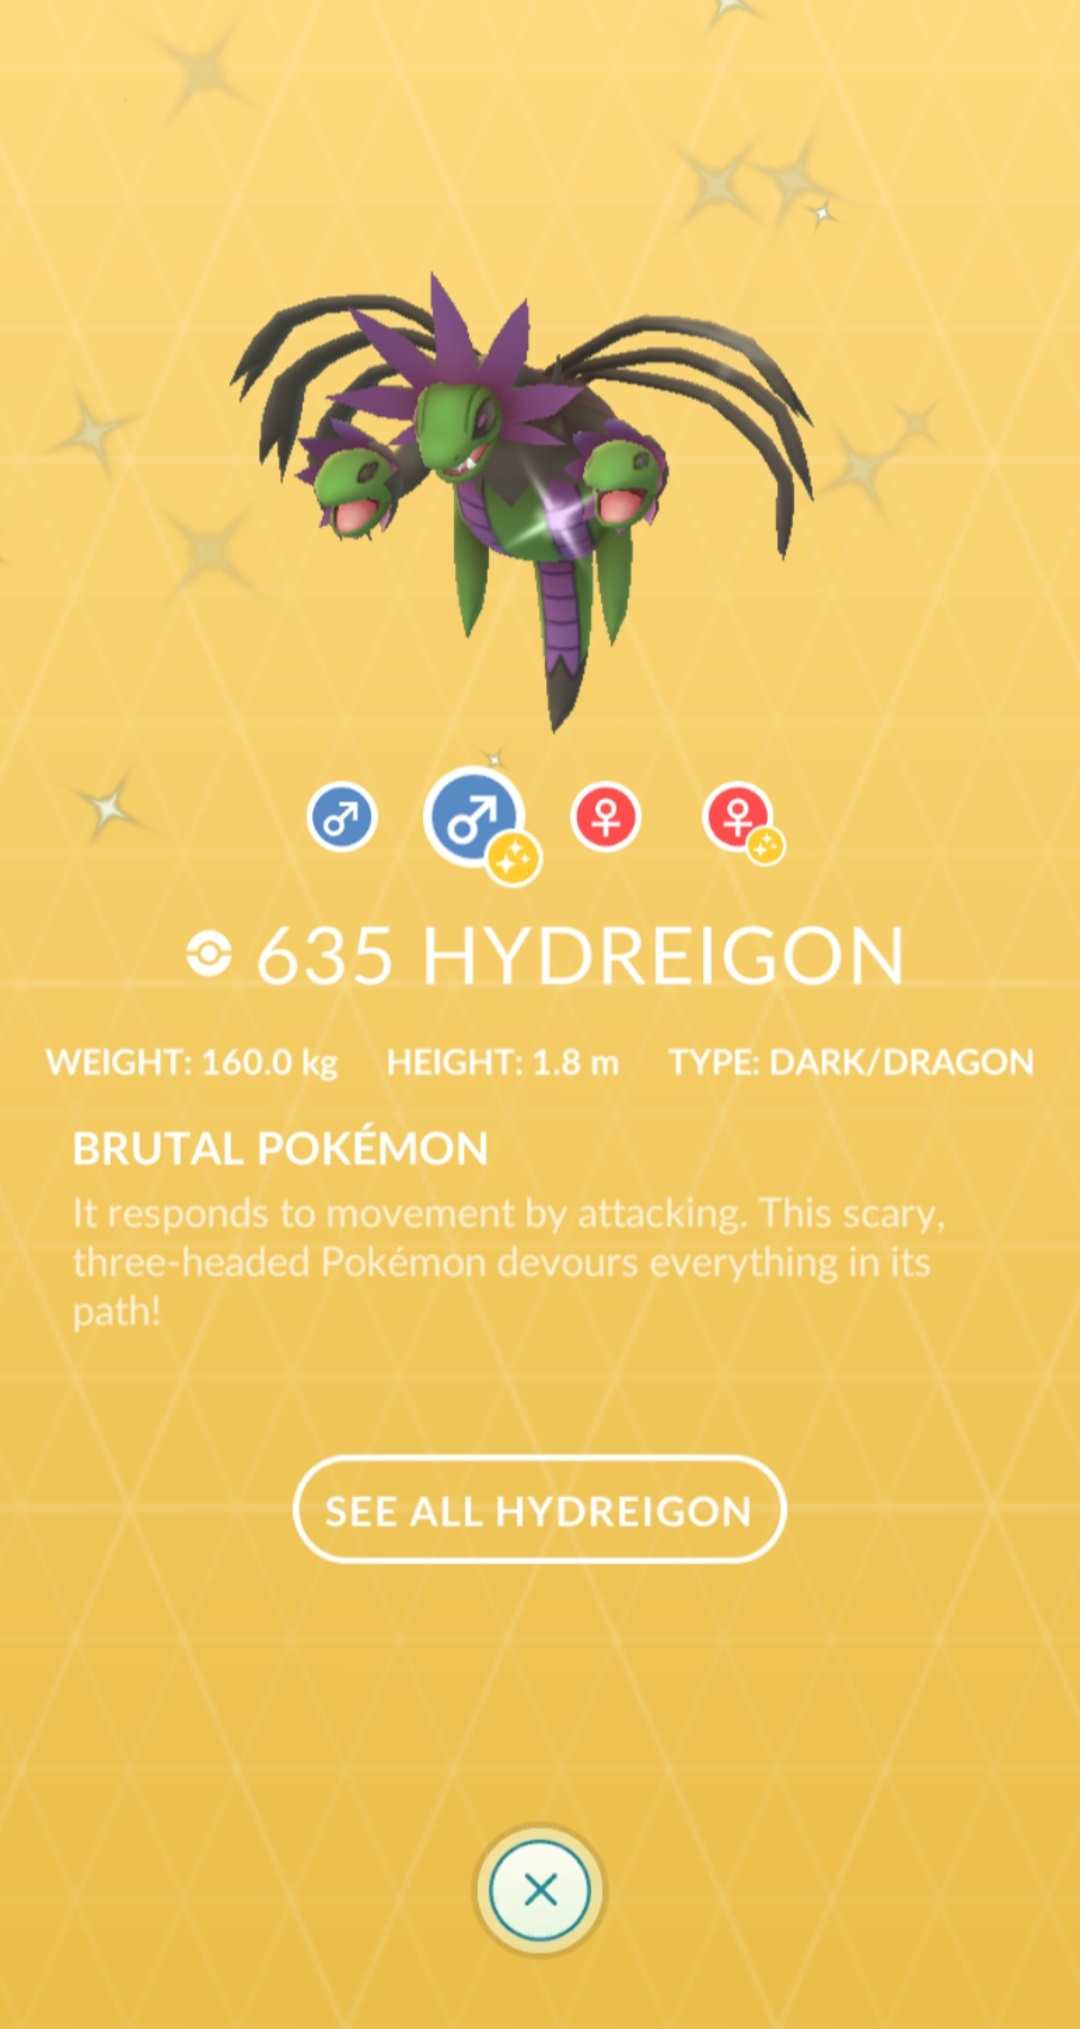 635 HYDREIGON
WEIGHT: 160.0 kg HEIGHT: 1.8 m TYPE: DARK/DRAGON
BRUTAL POKÉMON
It responds to movement by attacking. This scary,
three-headed Pokémon devours everything in its
path!
SEE ALL HYDREIGON